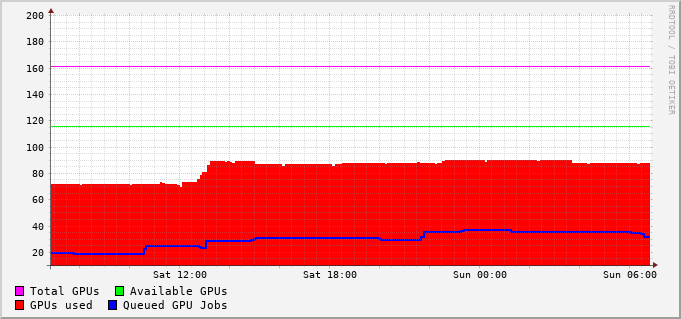 RRDTOOL / TOBI OETIKER
200
180
160
140
120
100
80
60
40
20
Sat 12:00 Sat 18:00 Sun 00:00 Sun 06:00
Total GPUs Available GPUs
GPUs used Queued GPU Jobs